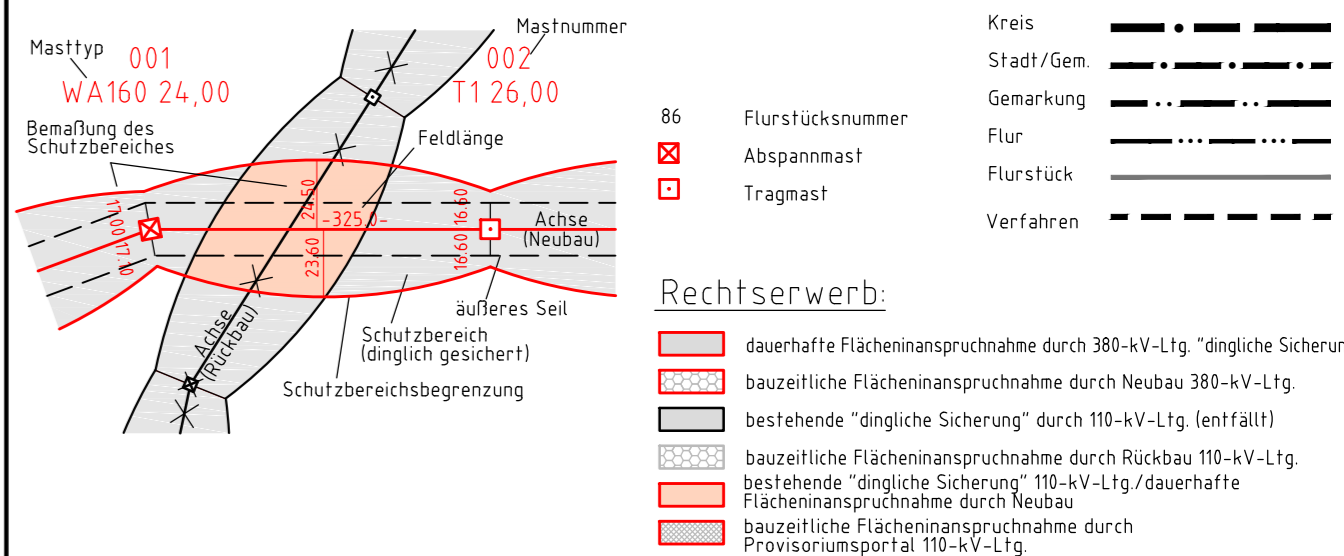 Masttyp
001
WA160 24,00
Mastnummer
002
T1 26,00
Bemaßung des
Schutzbereiches
Feldlänge
17.00
17.10
24.50
-325.0-
23.60
16.60
16.60
Achse
(Neubau)
äußeres Seil
Achse
(Rückbau)
Schutzbereich
(dinglich gesichert)
Schutzbereichsbegrenzung
86 Flurstücksnummer
Abspannmast
Tragmast
Kreis
Stadt/Gem.
Gemarkung
Flur
Flurstück
Verfahren
Rechtserwerb:
dauerhafte Flächeninanspruchnahme durch 380-kV-Ltg. "dingliche Sicherun
bauzeitliche Flächeninanspruchnahme durch Neubau 380-kV-Ltg.
bestehende "dingliche Sicherung" durch 110-kV-Ltg. (entfällt)
bauzeitliche Flächeninanspruchnahme durch Rückbau 110-kV-Ltg.
bestehende "dingliche Sicherung" 110-kV-Ltg./dauerhafte
Flächeninanspruchnahme durch Neubau
bauzeitliche Flächeninanspruchnahme durch
Provisoriumsportal 110-kV-Ltg.